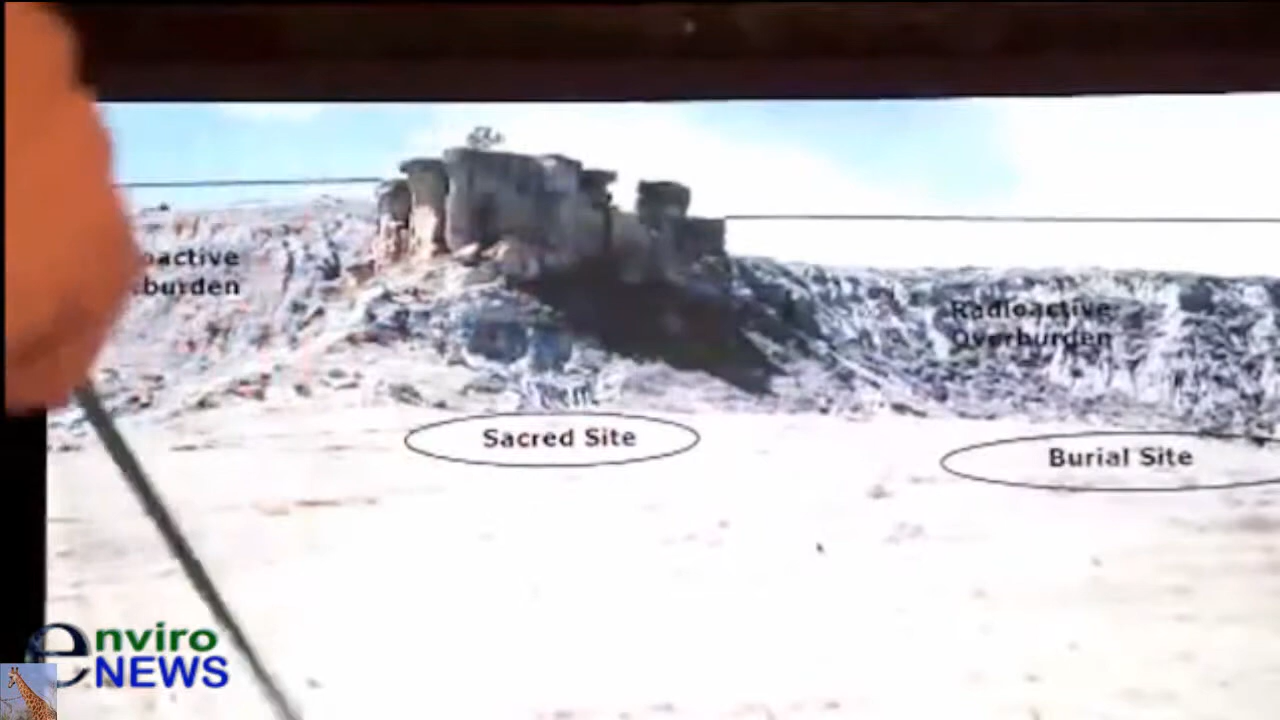 oactive
burden
Radioactive
Overburden
Sacred Site
Burial Site
enviro
NEWS